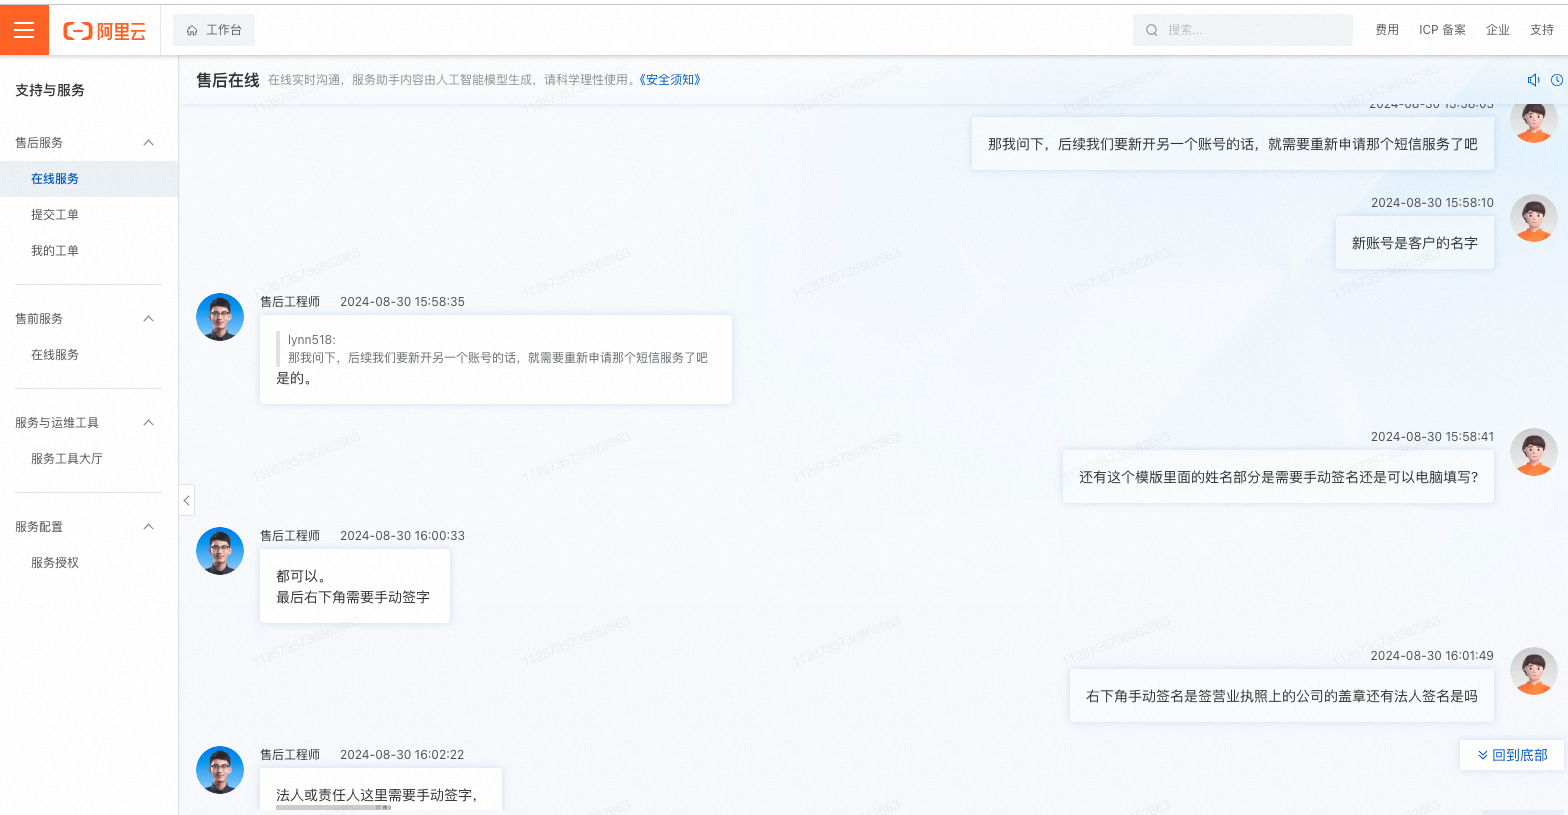 阿里云
工作台
搜索...
费用
ICP 备案
企业
支持
支持与服务
售后服务
在线服务
提交工单
我的工单
售前服务
在线服务
服务与运维工具
服务工具大厅
服务配置
服务授权
售后在线
在线实时沟通，服务助手内容由人工智能模型生成，请科学理性使用。《安全须知》
2024-08-30 15:58:03
那我问下，后续我们要新开另一个账号的话，就需要重新申请那个短信服务了吧
2024-08-30 15:58:10
新账号是客户的名字
售后工程师 2024-08-30 15:58:35
lynn518:
那我问下，后续我们要新开另一个账号的话，就需要重新申请那个短信服务了吧
是的。
2024-08-30 15:58:41
还有这个模版里面的姓名部分是需要手动签名还是可以电脑填写?
售后工程师 2024-08-30 16:00:33
都可以。
最后右下角需要手动签字
2024-08-30 16:01:49
右下角手动签名是签营业执照上的公司的盖章还有法人签名是吗
售后工程师 2024-08-30 16:02:22
法人或责任人这里需要手动签字，
回到底部
1128735736862863